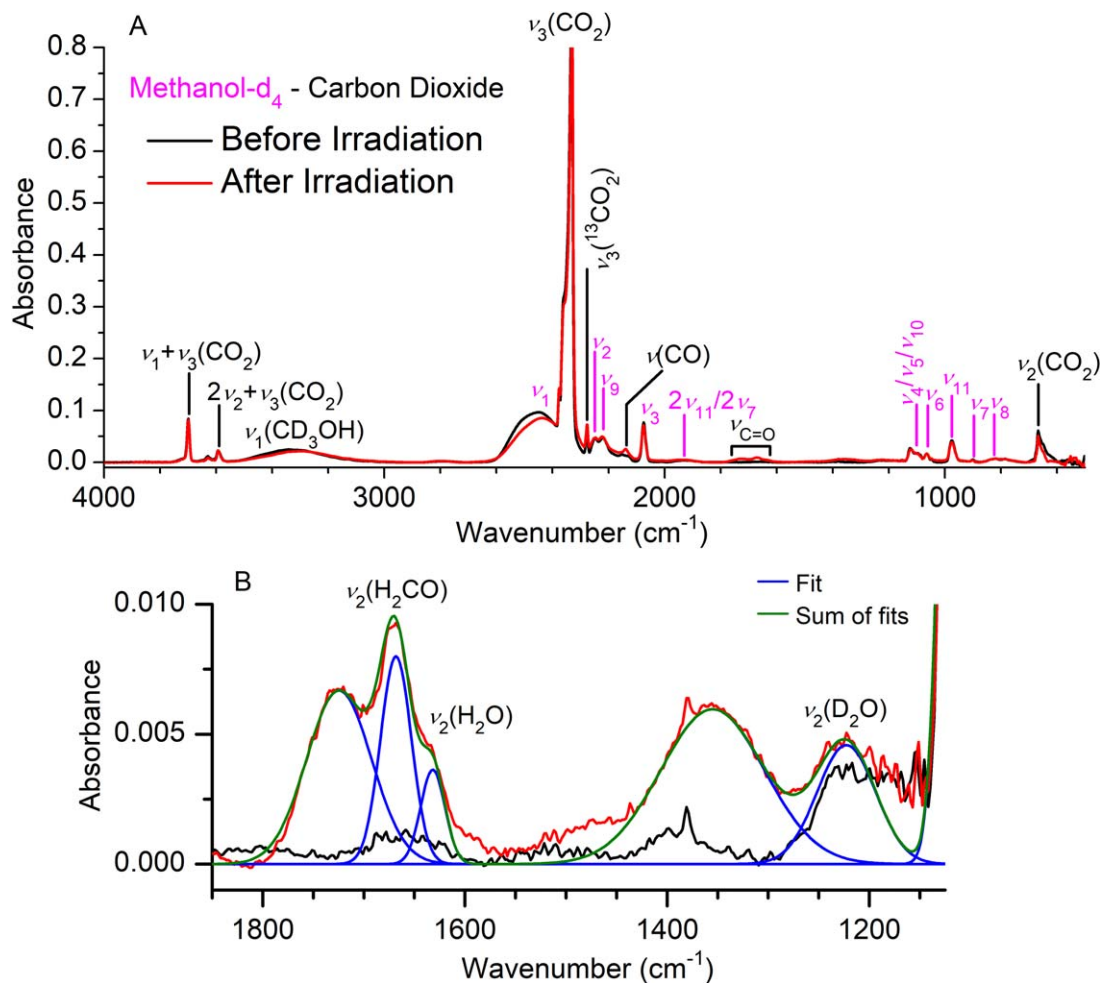 A
ν₃(CO₂)
Methanol-d₄ - Carbon Dioxide
Before Irradiation
After Irradiation
ν₃(¹³CO₂)
ν₁+ν₃(CO₂)
2ν₂+ν₃(CO₂)
ν₁(CD₃OH)
ν₁
ν₂
ν₉
ν(CO)
ν₃
2ν₁₁/2ν₇
ν_C=O
ν₄/ν₅/ν₁₀
ν₆
ν₁₁
ν₇
ν₈
ν₂(CO₂)
Absorbance
0.8
0.7
0.6
0.5
0.4
0.3
0.2
0.1
0.0
4000 3000 2000 1000
Wavenumber (cm⁻¹)
B
ν₂(H₂CO)
Fit
Sum of fits
ν₂(H₂O)
ν₂(D₂O)
Absorbance
0.010
0.005
0.000
1800 1600 1400 1200
Wavenumber (cm⁻¹)